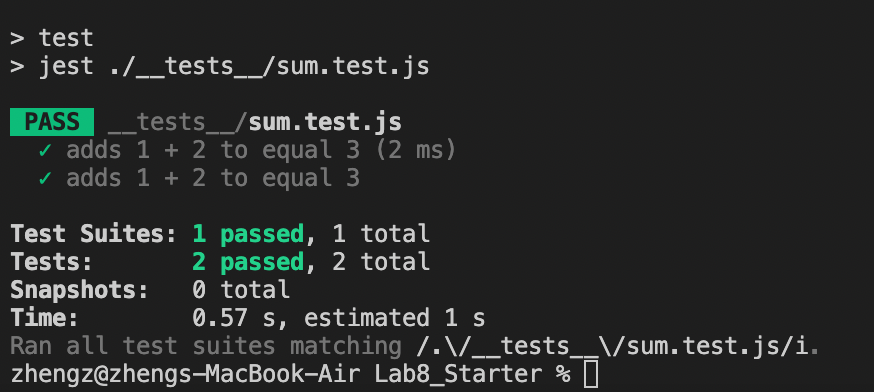 > test
> jest ./__tests__/sum.test.js
PASS __tests__/sum.test.js
✓ adds 1 + 2 to equal 3 (2 ms)
✓ adds 1 + 2 to equal 3
Test Suites: 1 passed, 1 total
Tests: 2 passed, 2 total
Snapshots: 0 total
Time: 0.57 s, estimated 1 s
Ran all test suites matching /.\/__tests__\/sum.test.js/i.
zhengz@zhengs-MacBook-Air Lab8_Starter %